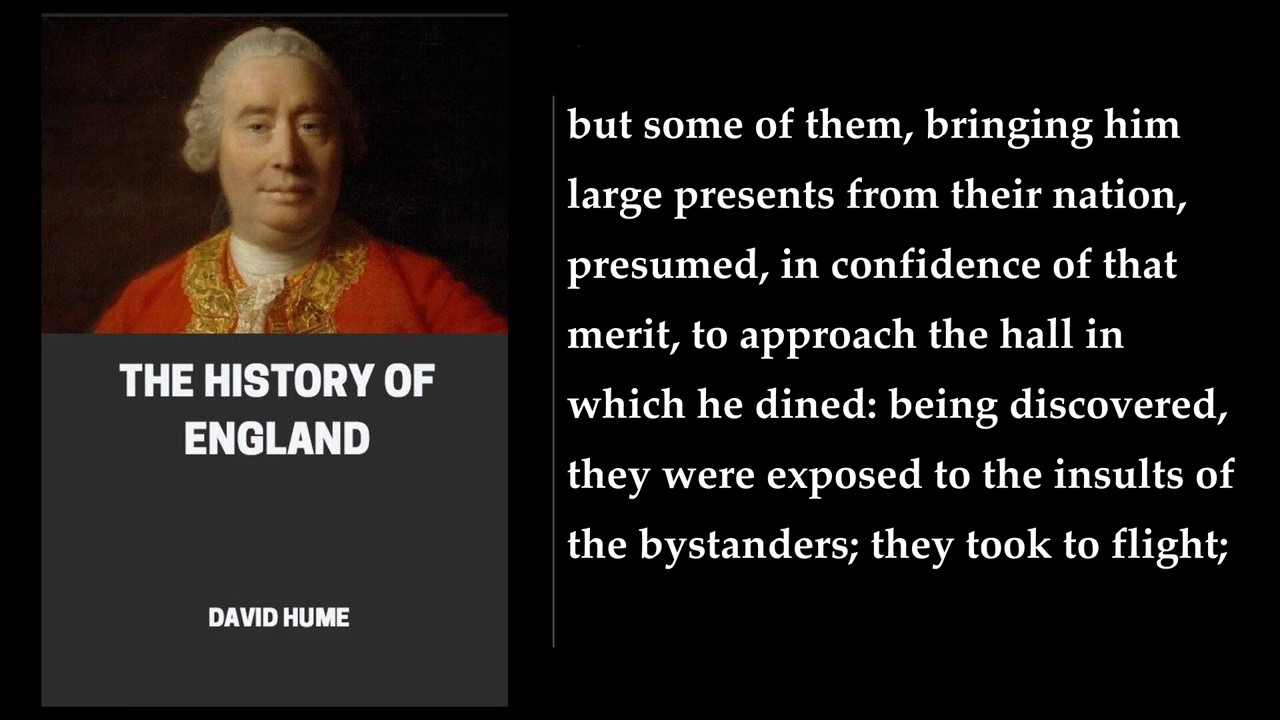 THE HISTORY OF
ENGLAND
DAVID HUME
but some of them, bringing him
large presents from their nation,
presumed, in confidence of that
merit, to approach the hall in
which he dined: being discovered,
they were exposed to the insults of
the bystanders; they took to flight;